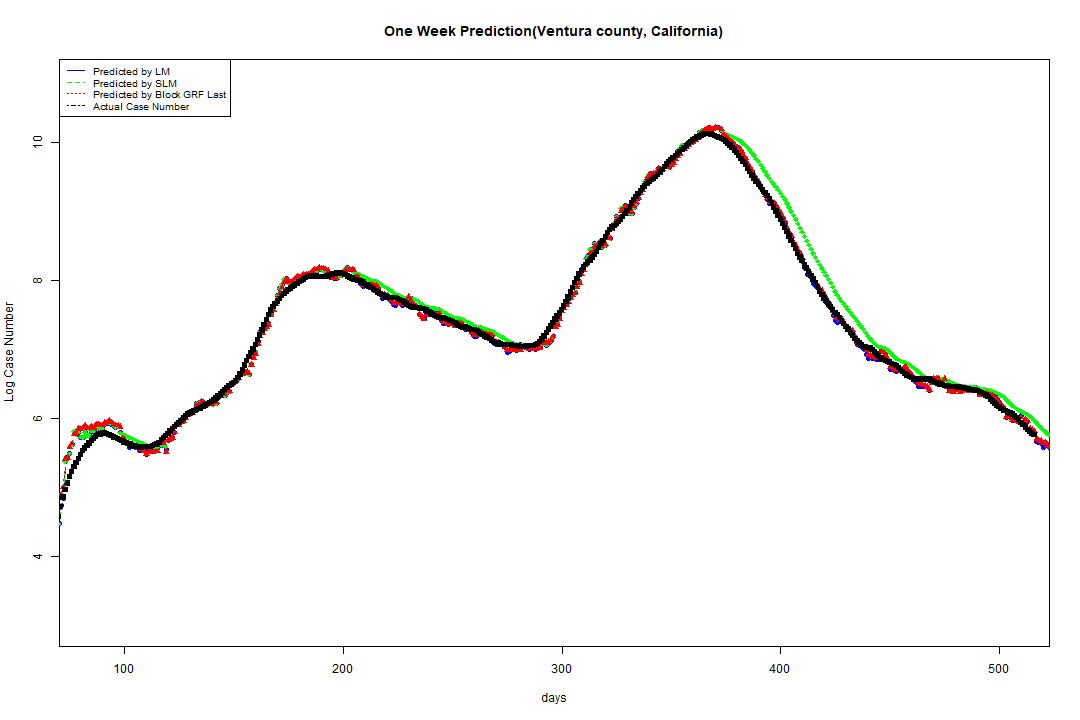 One Week Prediction(Ventura county, California)
Predicted by LM
Predicted by SLM
Predicted by Block GRF Last
Actual Case Number
10
8
6
4
Log Case Number
100 200 300 400 500
days